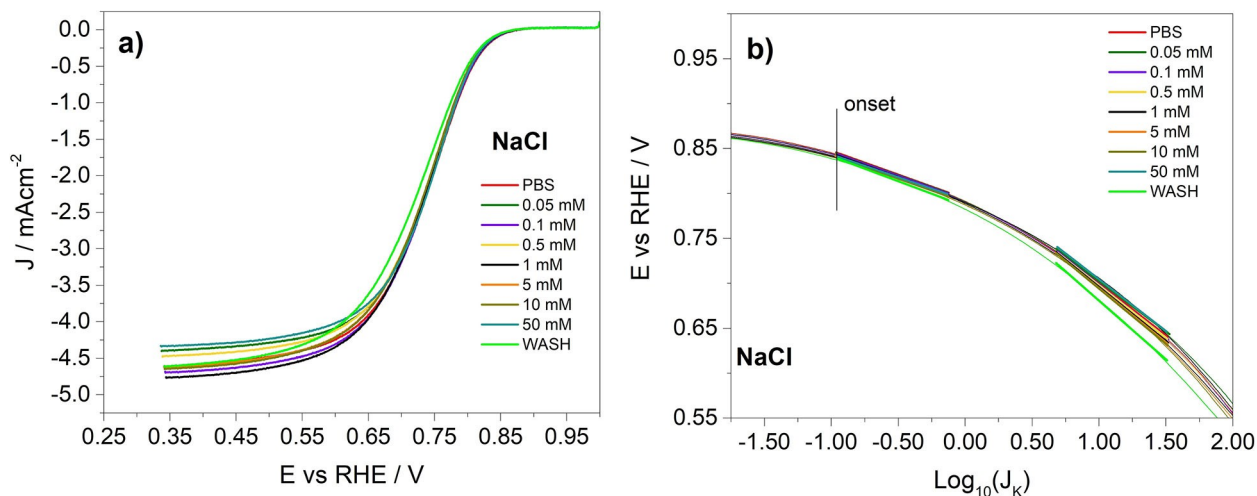 a)
0.0
-0.5
-1.0
-1.5
-2.0
-2.5
-3.0
-3.5
-4.0
-4.5
-5.0
J / mAcm⁻²
NaCl
PBS
0.05 mM
0.1 mM
0.5 mM
1 mM
5 mM
10 mM
50 mM
WASH
0.25 0.35 0.45 0.55 0.65 0.75 0.85 0.95
E vs RHE / V
b)
0.95
0.85
0.75
0.65
0.55
E vs RHE / V
onset
PBS
0.05 mM
0.1 mM
0.5 mM
1 mM
5 mM
10 mM
50 mM
WASH
NaCl
-1.50 -1.00 -0.50 0.00 0.50 1.00 1.50 2.00
Log₁₀(J_K)